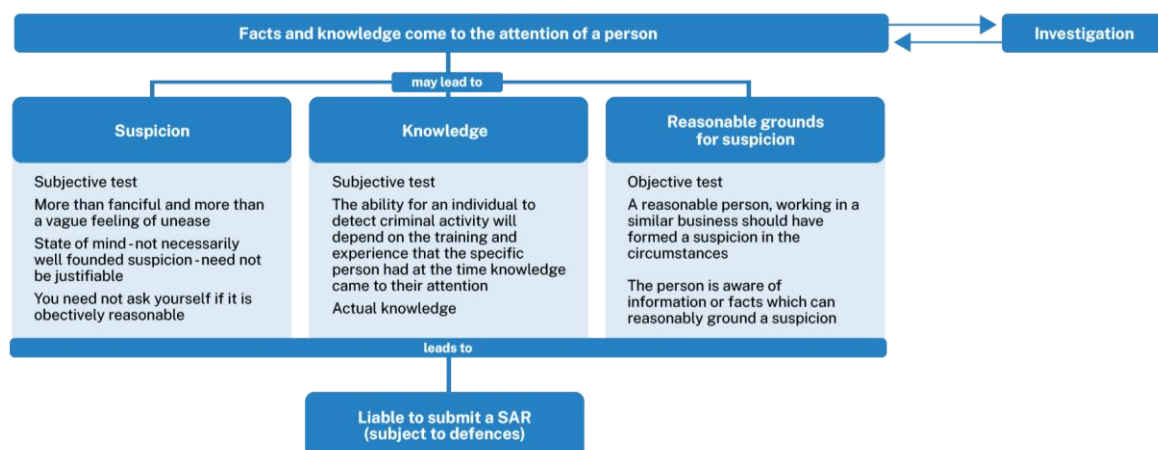 Facts and knowledge come to the attention of a person
Investigation
may lead to
Suspicion
Subjective test
More than fanciful and more than
a vague feeling of unease
State of mind - not necessarily
well founded suspicion - need not
be justifiable
You need not ask yourself if it is
obectively reasonable
Knowledge
Subjective test
The ability for an individual to
detect criminal activity will
depend on the training and
experience that the specific
person had at the time knowledge
came to their attention
Actual knowledge
Reasonable grounds
for suspicion
Objective test
A reasonable person, working in a
similar business should have
formed a suspicion in the
circumstances
The person is aware of
information or facts which can
reasonably ground a suspicion
leads to
Liable to submit a SAR
(subject to defences)